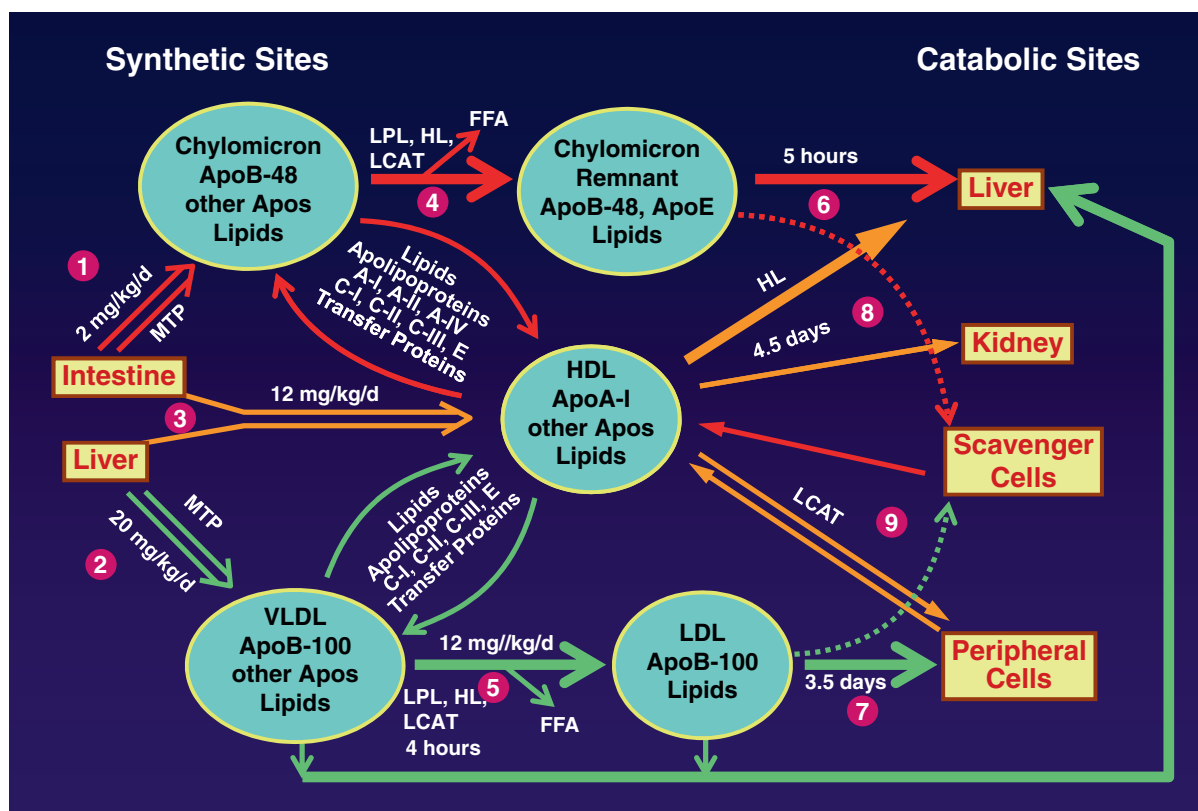 Synthetic Sites
Catabolic Sites
Chylomicron
ApoB-48
other Apos
Lipids
LPL, HL,
LCAT
FFA
4
Chylomicron
Remnant
ApoB-48, ApoE
Lipids
5 hours
6
Liver
1
2 mg/kg/d
MTP
Lipids
Apolipoproteins
A-I, A-II, A-IV
C-I, C-II, C-III, E
Transfer Proteins
HL
8
4.5 days
Kidney
Intestine
3
12 mg/kg/d
Liver
HDL
ApoA-I
other Apos
Lipids
Scavenger
Cells
MTP
20 mg/kg/d
2
Lipids
Apolipoproteins
C-I, C-II, C-III, E
Transfer Proteins
LCAT
9
VLDL
ApoB-100
other Apos
Lipids
12 mg//kg/d
5
LPL, HL,
LCAT
4 hours
FFA
LDL
ApoB-100
Lipids
3.5 days
7
Peripheral
Cells